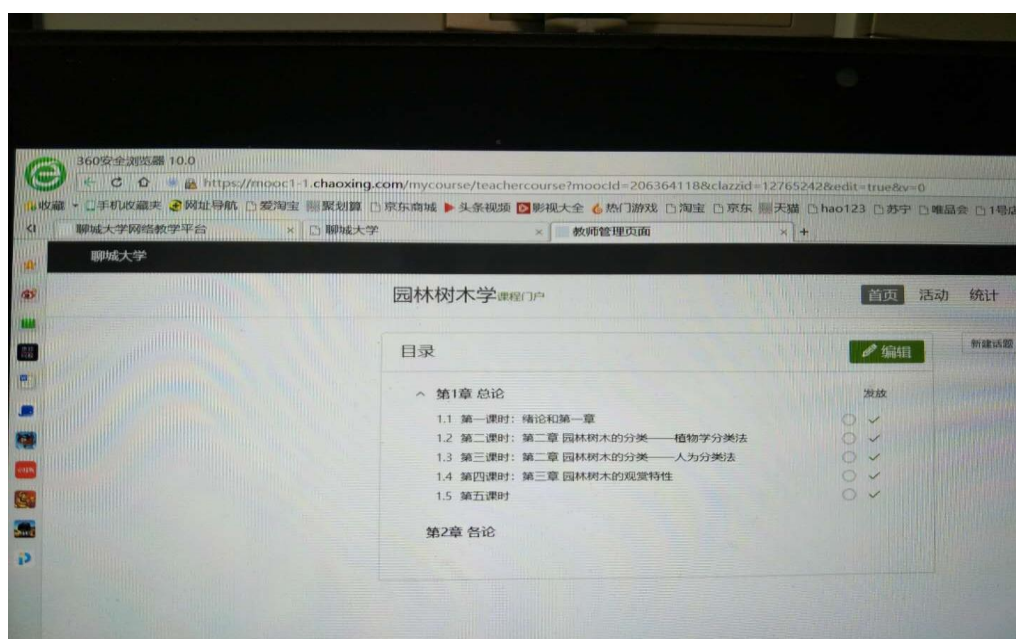 360安全浏览器 10.0
https://mooc1-1.chaoxing.com/mycourse/teachercourse?moocId=206364118&clazzid=12765242&edit=true&v=0
收藏 手机收藏夹 网址导航 爱淘宝 聚划算 京东商城 头条视频 影视大全 热门游戏 淘宝 京东 天猫 hao123 苏宁 唯品会 1号店
聊城大学网络教学平台 × 聊城大学 × 教师管理页面 × +
聊城大学
园林树木学 课程门户 首页 活动 统计
目录 编辑 新建话题
第1章 总论 发放
1.1 第一课时：绪论和第一章
1.2 第二课时：第二章 园林树木的分类——植物学分类法
1.3 第三课时：第二章 园林树木的分类——人为分类法
1.4 第四课时：第三章 园林树木的观赏特性
1.5 第五课时
第2章 各论